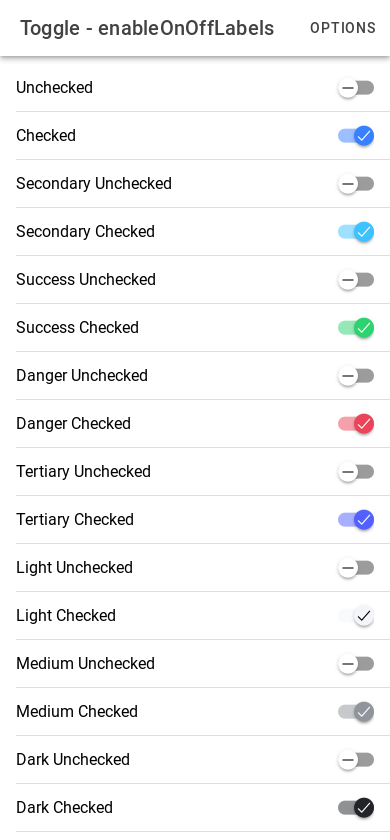 Toggle - enableOnOffLabels OPTIONS
Unchecked
Checked
Secondary Unchecked
Secondary Checked
Success Unchecked
Success Checked
Danger Unchecked
Danger Checked
Tertiary Unchecked
Tertiary Checked
Light Unchecked
Light Checked
Medium Unchecked
Medium Checked
Dark Unchecked
Dark Checked